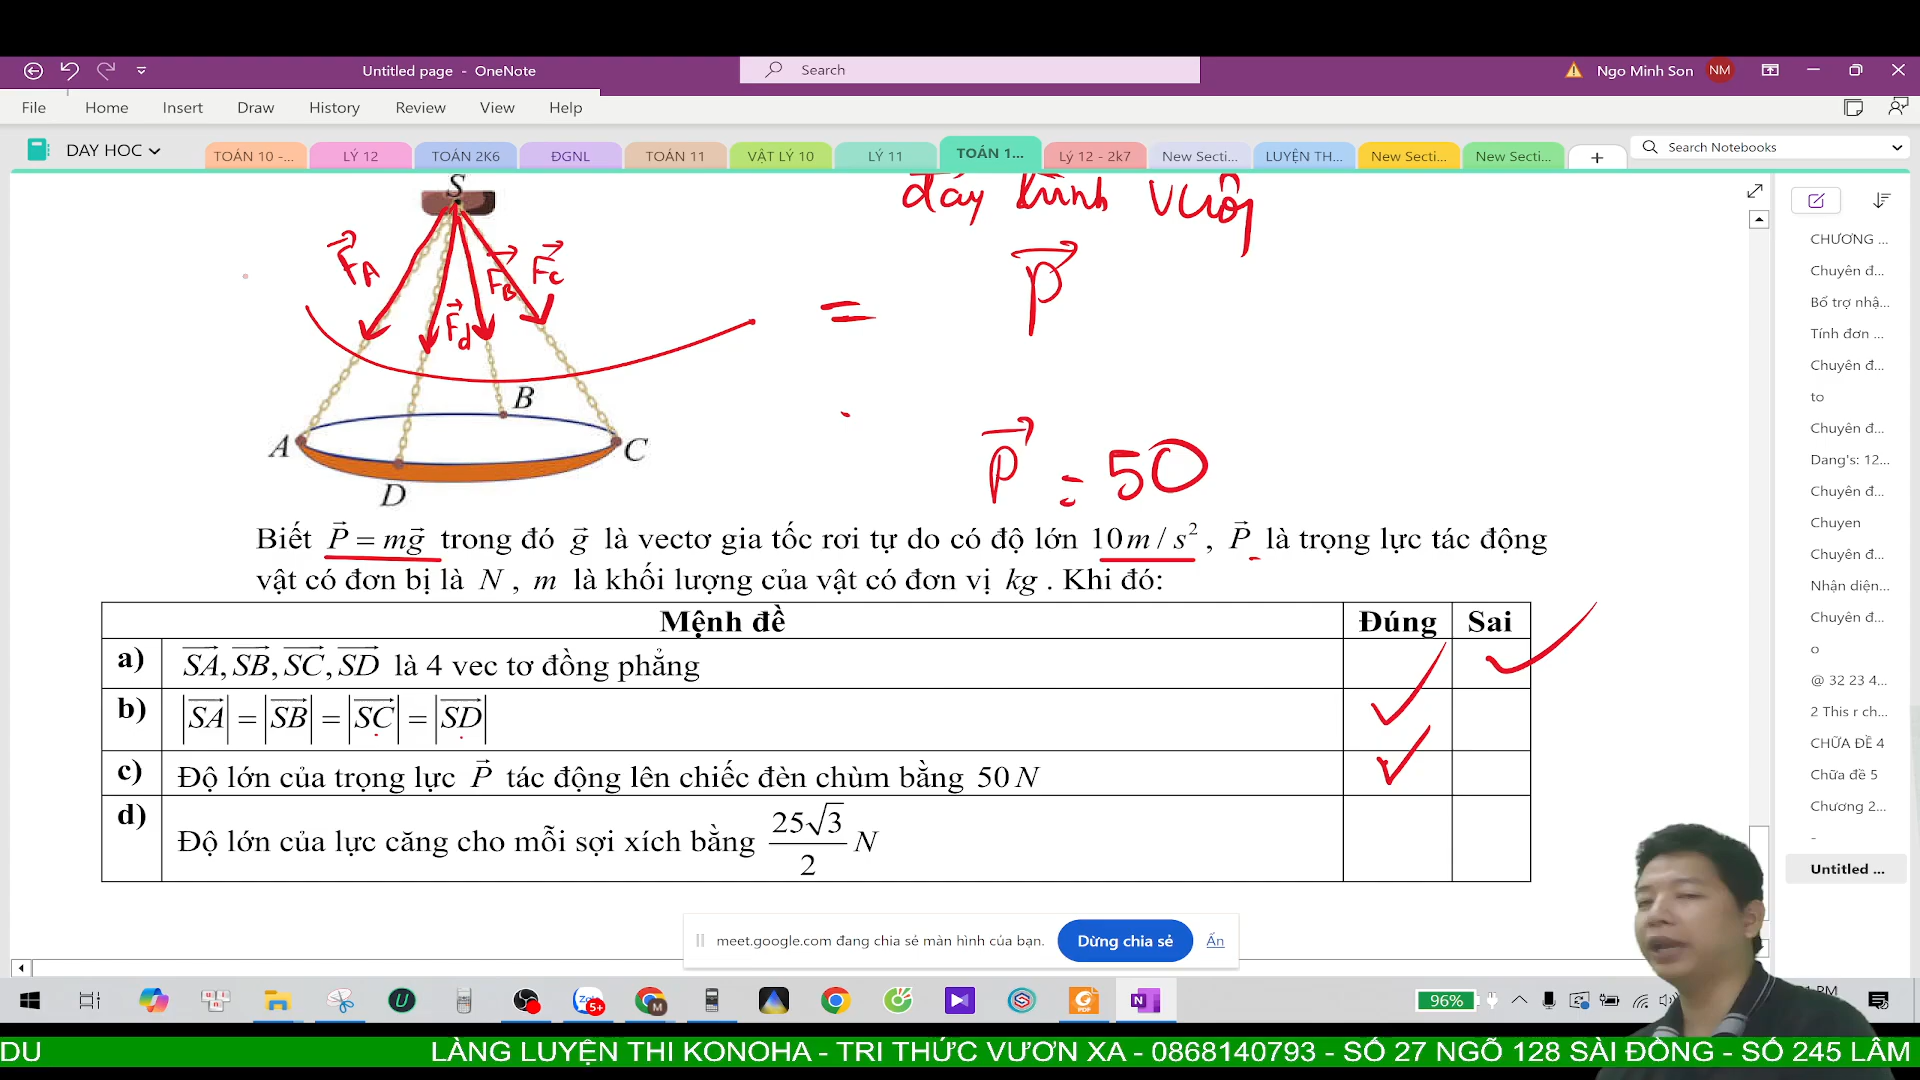 Untitled page - OneNote
Search
Ngo Minh Son NM
File Home Insert Draw History Review View Help
DAY HOC
TOÁN 10 -...
LÝ 12
TOÁN 2K6
ĐGNL
TOÁN 11
VẬT LÝ 10
LÝ 11
TOÁN 1...
Lý 12 - 2k7
New Secti...
LUYỆN TH...
New Secti...
New Secti...
+
Search Notebooks
S
đáy hình vuông
F⃗A F⃗d F⃗B F⃗C
= P⃗
A B C D
P⃗ = 50
Biết P⃗ = mg⃗ trong đó g⃗ là vectơ gia tốc rơi tự do có độ lớn 10m / s², P⃗ là trọng lực tác động
vật có đơn bị là N , m là khối lượng của vật có đơn vị kg . Khi đó:
Mệnh đề Đúng Sai
a) SA⃗, SB⃗, SC⃗, SD⃗ là 4 vec tơ đồng phẳng
b) |SA⃗| = |SB⃗| = |SC⃗| = |SD⃗|
c) Độ lớn của trọng lực P⃗ tác động lên chiếc đèn chùm bằng 50 N
d) Độ lớn của lực căng cho mỗi sợi xích bằng 25√3/2 N
CHƯƠNG ...
Chuyên đ...
Bố trợ nhậ...
Tính đơn ...
Chuyên đ...
to
Chuyên đ...
Dang's: 12...
Chuyên đ...
Chuyen
Chuyên đ...
Nhận diện...
Chuyên đ...
o
@ 32 23 4...
2 This r ch...
CHỮA ĐỀ 4
Chữa đề 5
Chương 2...
-
Untitled ...
meet.google.com đang chia sẻ màn hình của bạn. Dừng chia sẻ Ẩn
96%
PM
DU LÀNG LUYỆN THI KONOHA - TRI THỨC VƯƠN XA - 0868140793 - SỐ 27 NGÕ 128 SÀI ĐỒNG - SỐ 245 LÂM